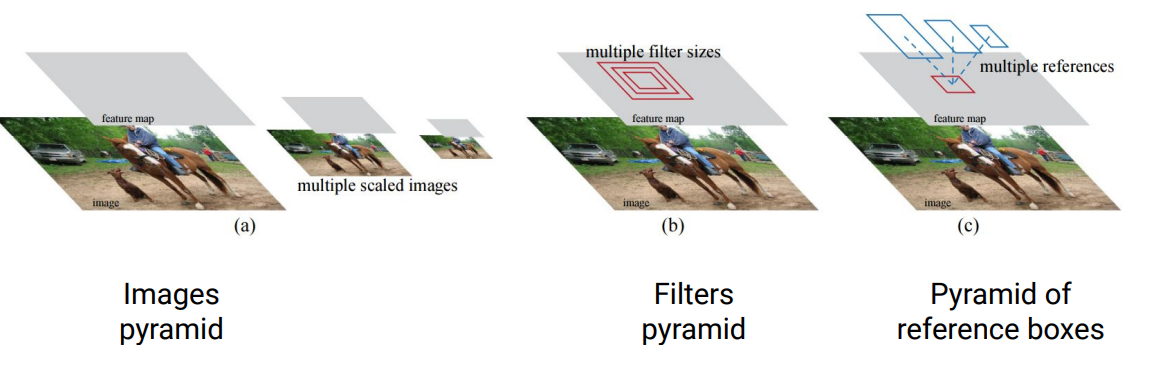 feature map
image
multiple scaled images
(a)
multiple filter sizes
feature map
image
(b)
multiple references
feature map
image
(c)
Images
pyramid
Filters
pyramid
Pyramid of
reference boxes